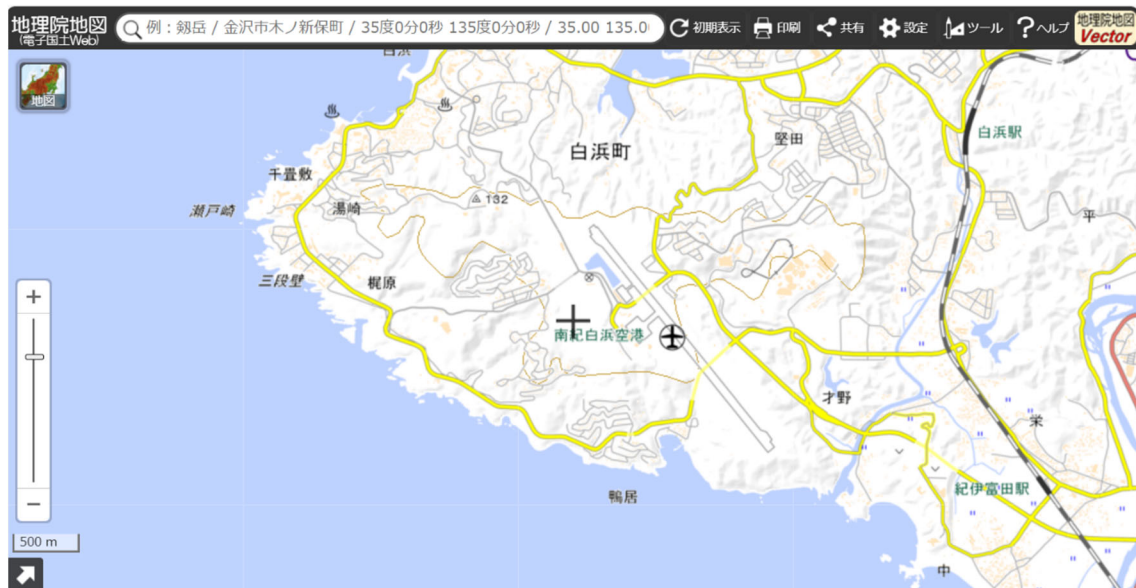 地理院地図
(電子国土Web)
例：剱岳 / 金沢市木ノ新保町 / 35度0分0秒 135度0分0秒 / 35.00 135.0
初期表示
印刷
共有
設定
ツール
ヘルプ
地理院地図
Vector
地図
白浜
白浜駅
堅田
白浜町
千畳敷
132
湯崎
瀬戸崎
平
三段壁
梶原
南紀白浜空港
才野
栄
紀伊富田駅
鴨居
500 m
中